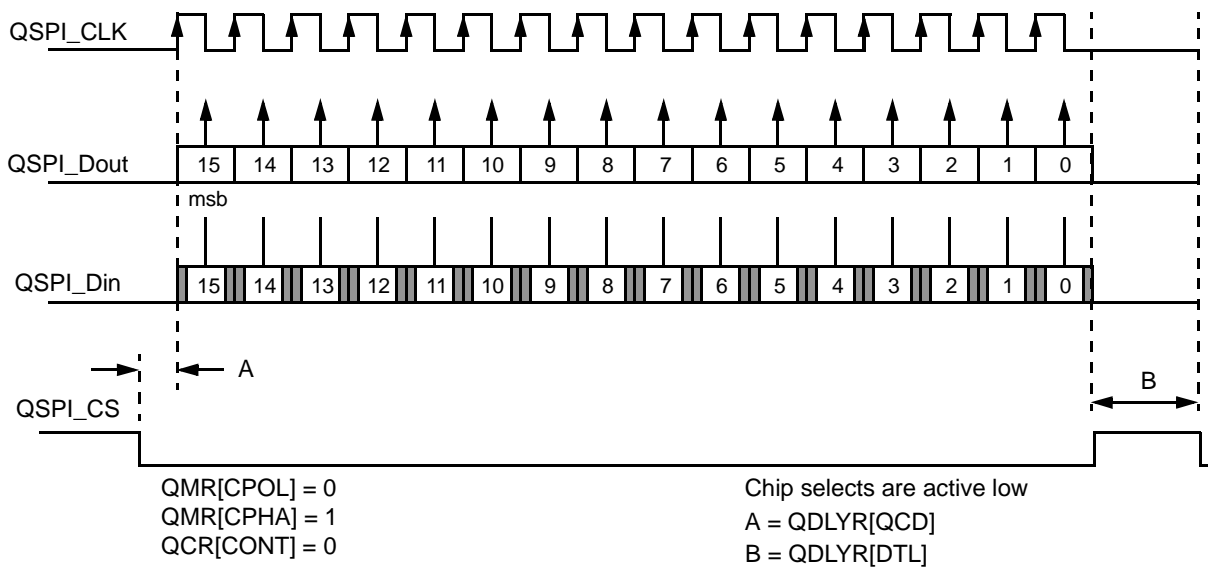 QSPI_CLK
QSPI_Dout
15 14 13 12 11 10 9 8 7 6 5 4 3 2 1 0
msb
QSPI_Din
15 14 13 12 11 10 9 8 7 6 5 4 3 2 1 0
A
B
QSPI_CS
QMR[CPOL] = 0
QMR[CPHA] = 1
QCR[CONT] = 0
Chip selects are active low
A = QDLYR[QCD]
B = QDLYR[DTL]